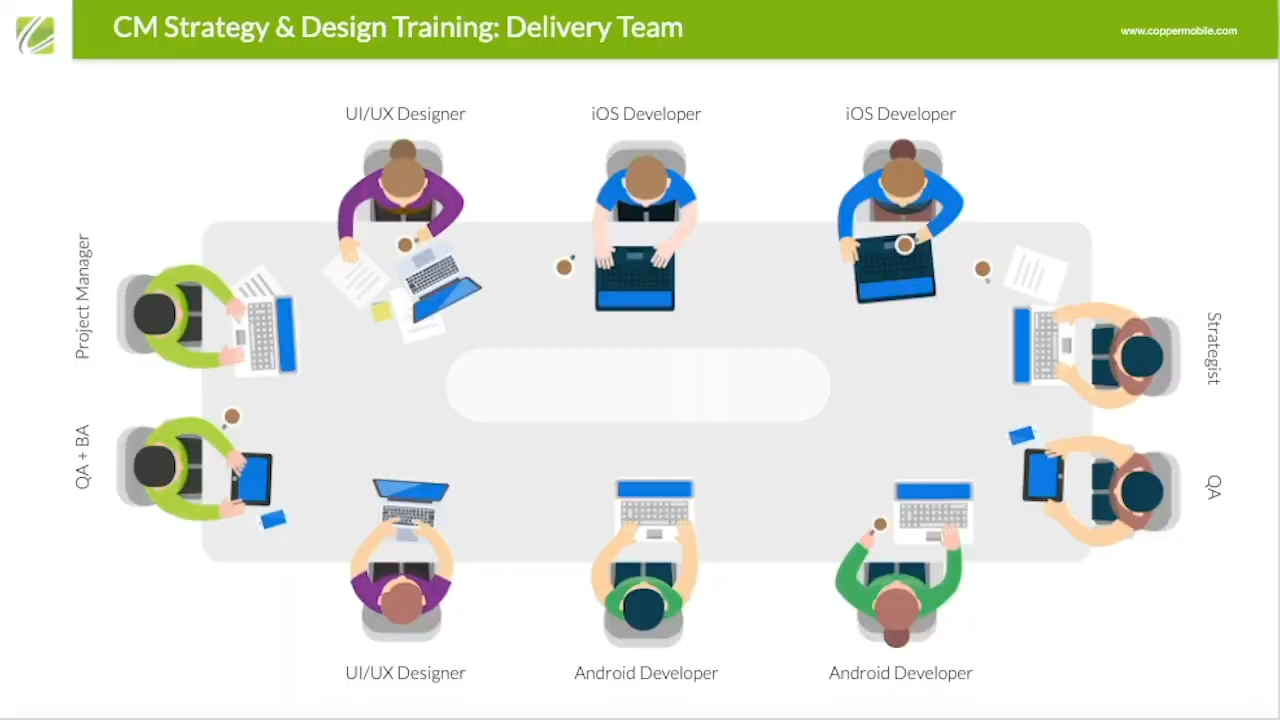 CM Strategy & Design Training: Delivery Team
www.coppermobile.com
UI/UX Designer
iOS Developer
iOS Developer
Project Manager
Strategist
QA + BA
QA
UI/UX Designer
Android Developer
Android Developer